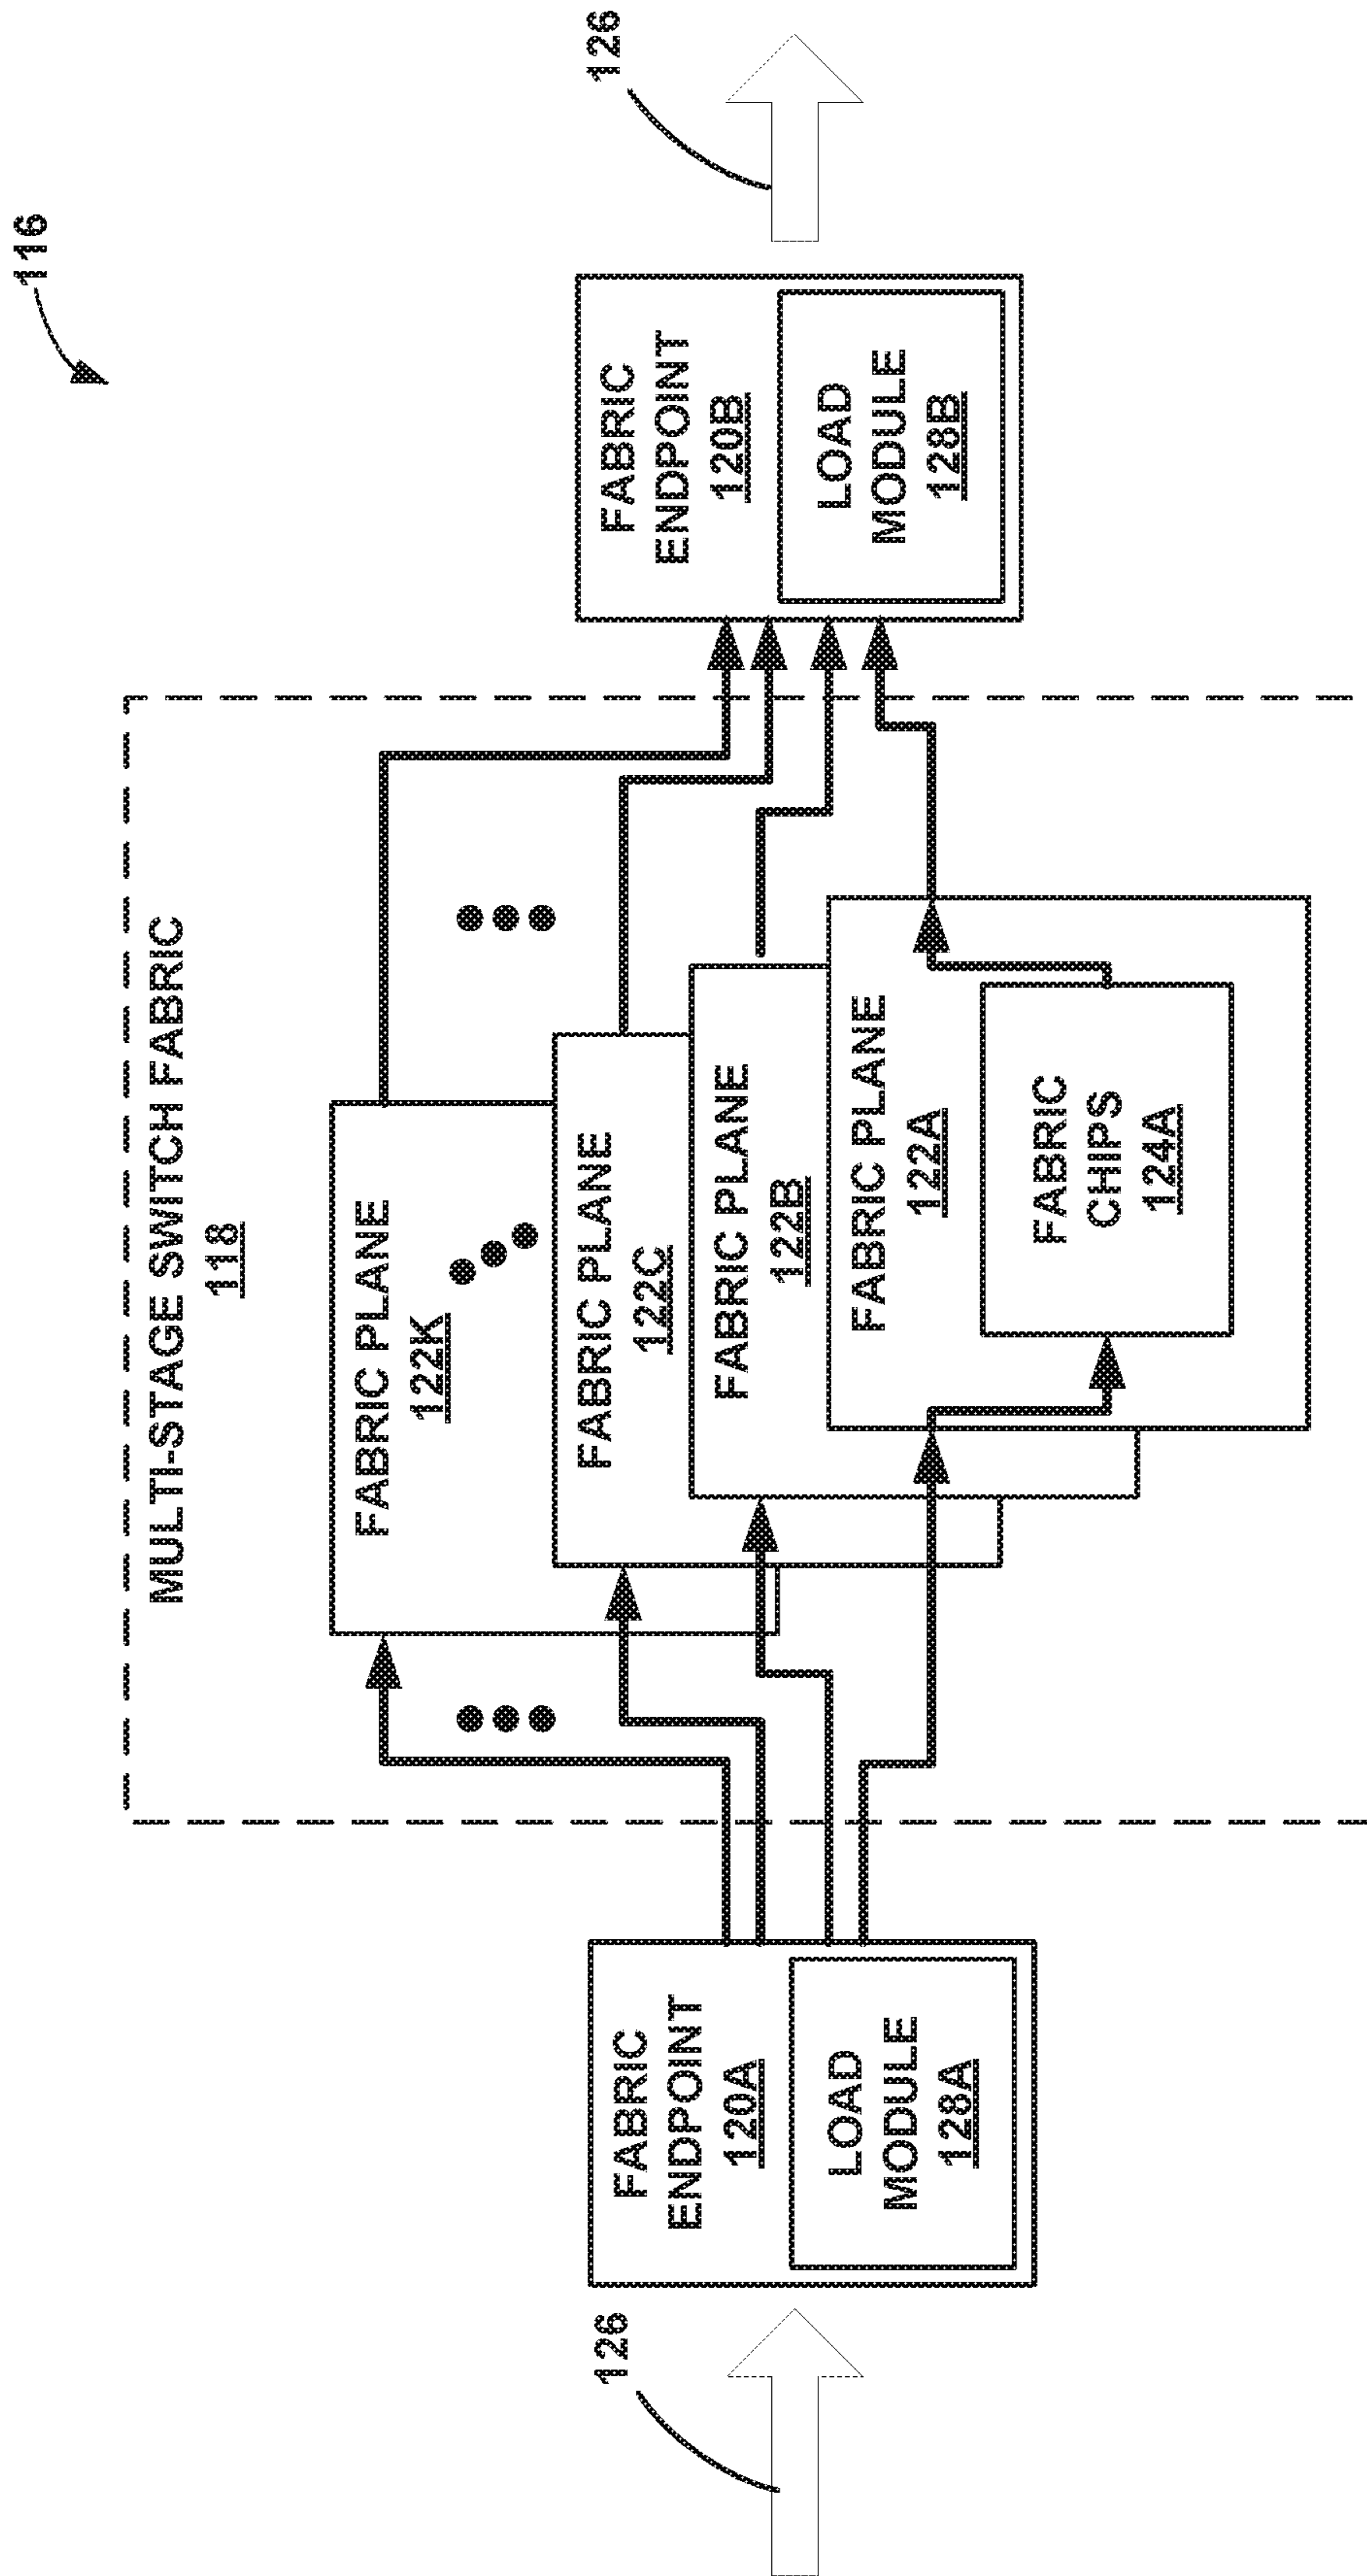 116
MULTI-STAGE SWITCH FABRIC
118
126
FABRIC
ENDPOINT
120A
LOAD
MODULE
128A
FABRIC PLANE
122K
FABRIC PLANE
122C
FABRIC PLANE
122B
FABRIC PLANE
122A
FABRIC
CHIPS
124A
FABRIC
ENDPOINT
120B
LOAD
MODULE
128B
126